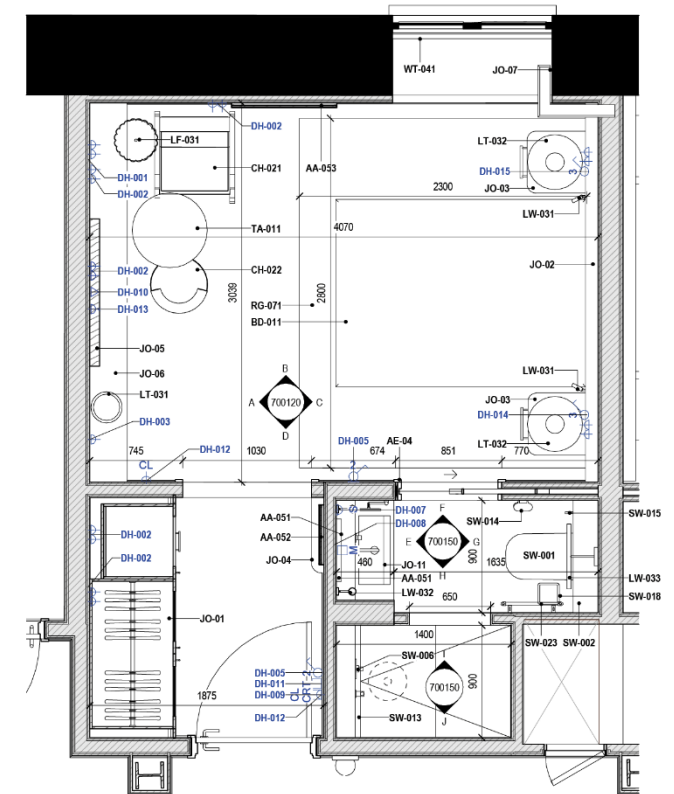 WT-041
JO-07
DH-002
LF-031
LT-032
CH-021
AA-053
DH-015
3
DH-001
JO-03
DH-002
2300
LW-031
TA-011
4070
JO-02
CH-022
DH-002
3039
2800
DH-010
RG-071
DH-013
BD-011
JO-05
JO-06
LW-031
B
LT-031
A
700120
C
JO-03
DH-014
3
DH-003
D
AE-04
LT-032
745
CL
DH-012
1030
DH-005
2
674
851
770
AA-051
S
DH-007
F
SW-014
SW-015
DH-002
AA-052
DH-008
E
700150
G
900
SW-001
M
JO-04
460
JO-11
H
1635
DH-002
AA-051
LW-033
LW-032
650
SW-018
JO-01
1400
SW-023
SW-002
SW-006
I
DH-005
DH-011
CL
CRT-2
700150
900
1875
DH-009
DH-012
SW-013
J